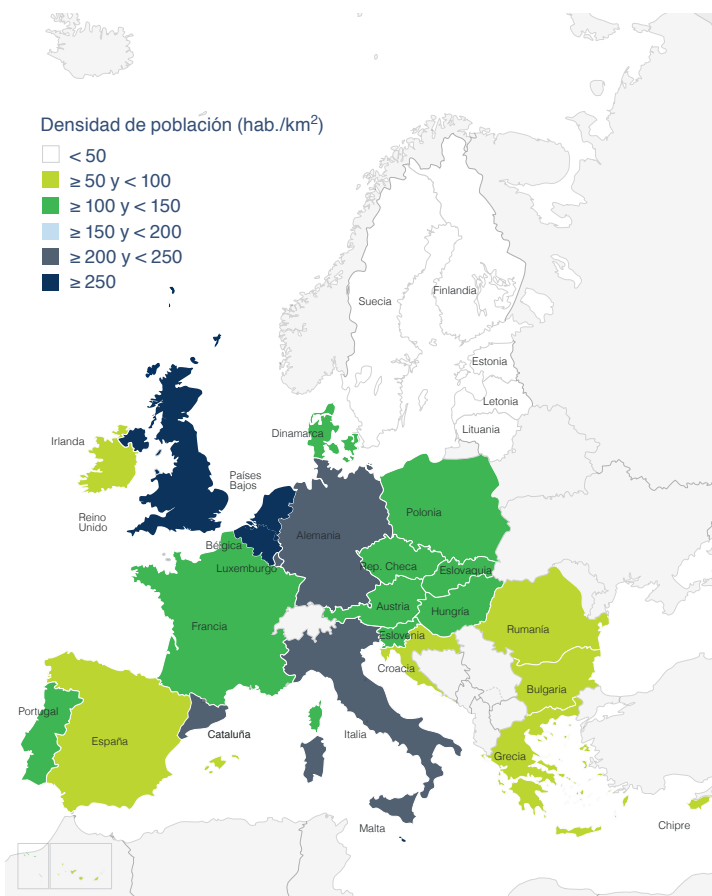 Densidad de población (hab./km²)
< 50
≥ 50 y < 100
≥ 100 y < 150
≥ 150 y < 200
≥ 200 y < 250
≥ 250
Suecia
Finlandia
Estonia
Letonia
Lituania
Dinamarca
Irlanda
Países
Bajos
Reino
Unido
Polonia
Alemania
Bélgica
Luxemburgo
Rep. Checa
Eslovaquia
Austria
Hungría
Francia
Eslovenia
Rumanía
Croacia
Bulgaria
Portugal
España
Cataluña
Italia
Grecia
Malta
Chipre